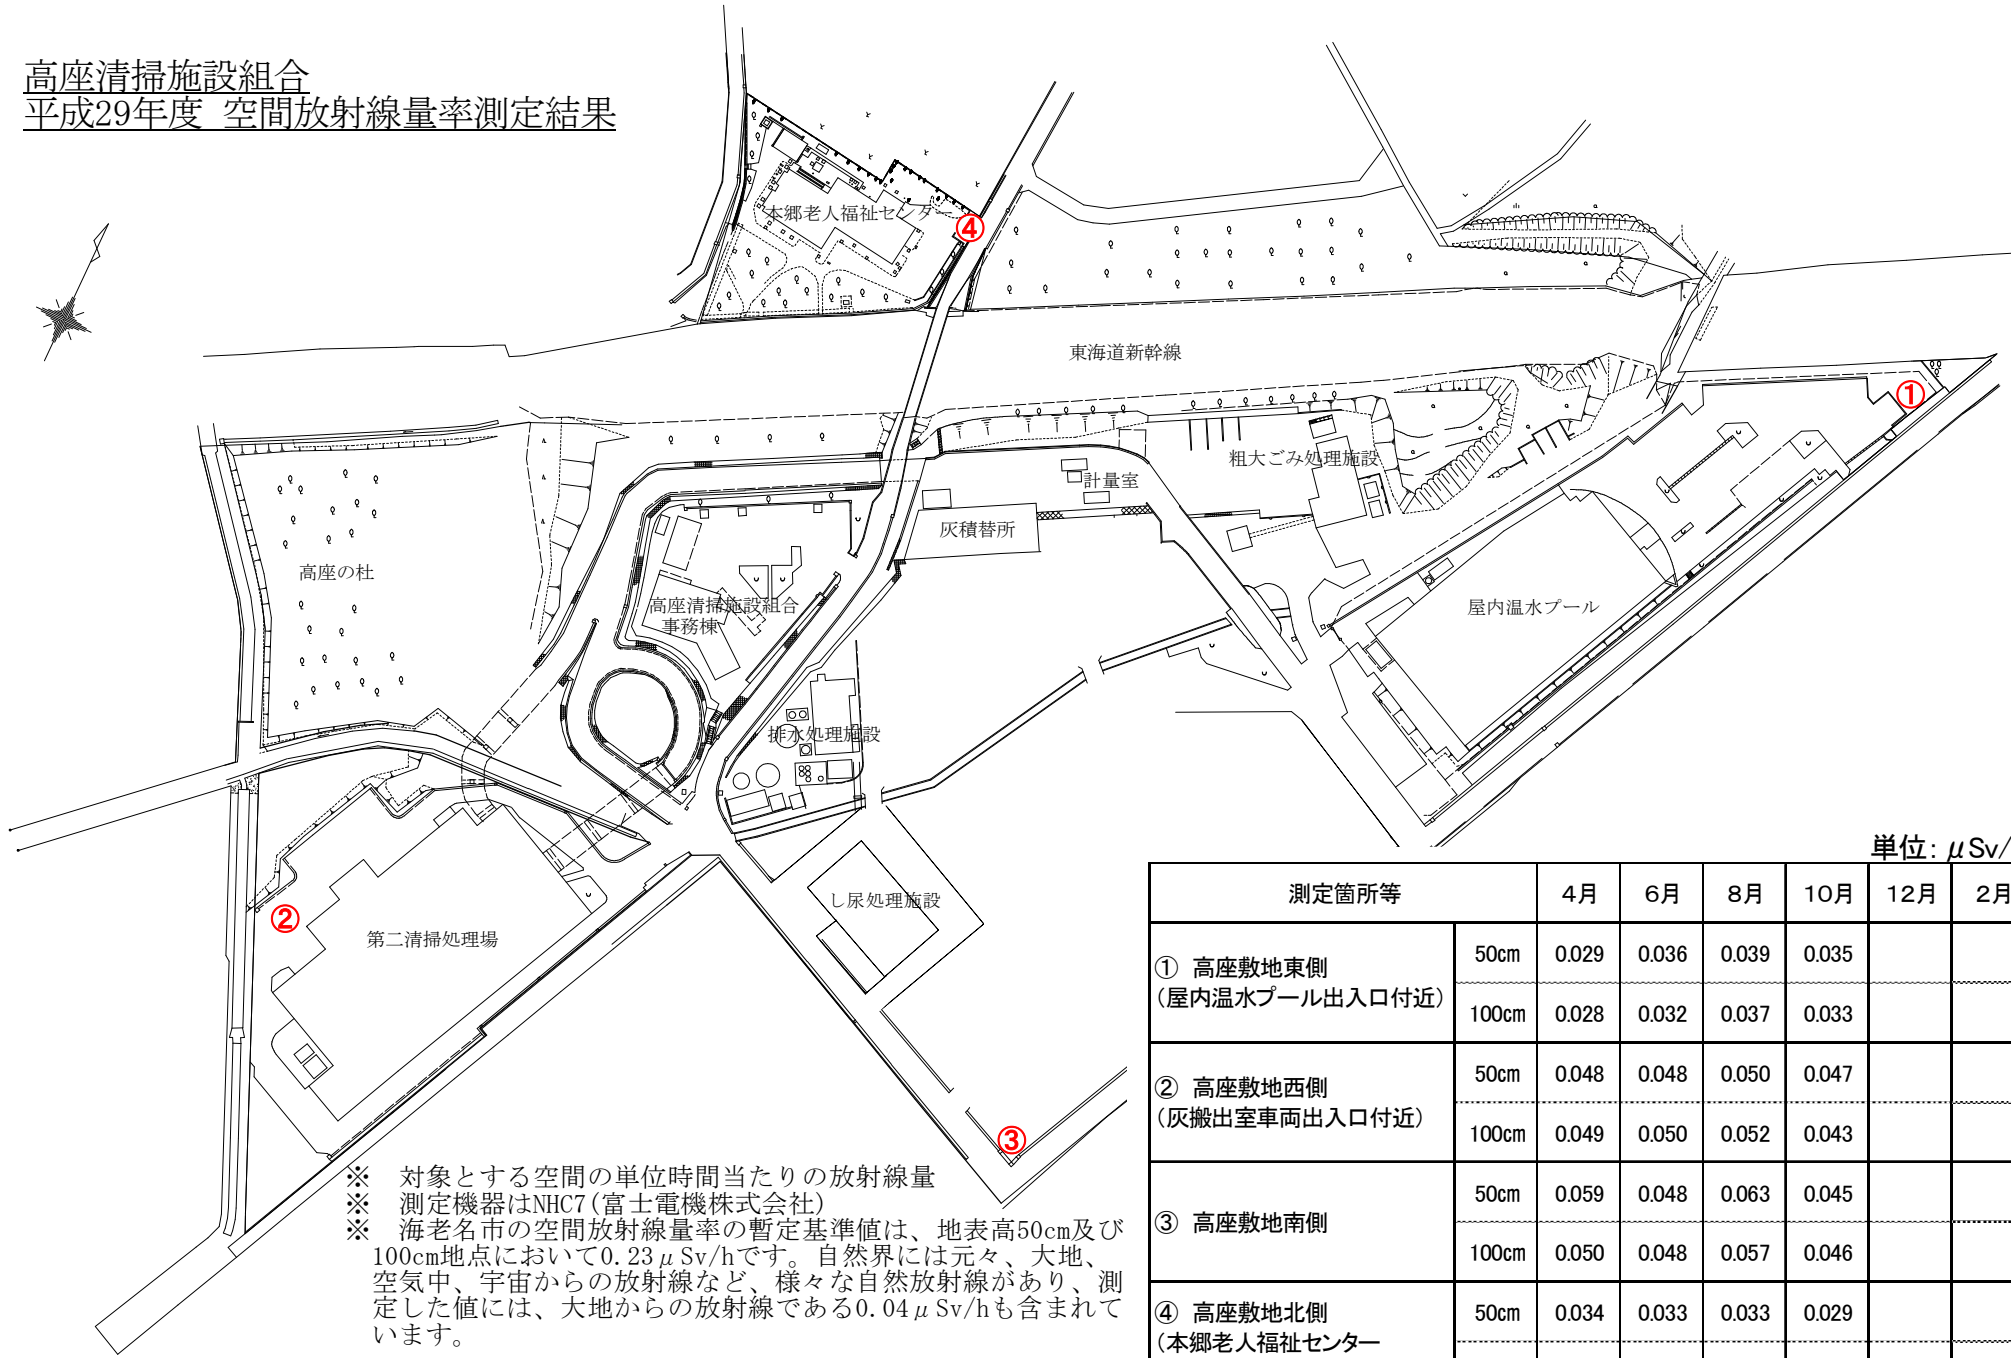 高座清掃施設組合
平成29年度 空間放射線量率測定結果
本郷老人福祉センター
④
東海道新幹線
①
粗大ごみ処理施設
計量室
灰積替所
高座の杜
高座清掃施設組合
事務棟
屋内温水プール
排水処理施設
し尿処理施設
②
第二清掃処理場
③
※ 対象とする空間の単位時間当たりの放射線量
※ 測定機器はNHC7(富士電機株式会社)
※ 海老名市の空間放射線量率の暫定基準値は、地表高50cm及び
100cm地点において0.23μSv/hです。自然界には元々、大地、
空気中、宇宙からの放射線など、様々な自然放射線があり、測
定した値には、大地からの放射線である0.04μSv/hも含まれて
います。
単位：μSv/
測定箇所等 4月 6月 8月 10月 12月 2月
① 高座敷地東側
(屋内温水プール出入口付近)
50cm 0.029 0.036 0.039 0.035
100cm 0.028 0.032 0.037 0.033
② 高座敷地西側
(灰搬出室車両出入口付近)
50cm 0.048 0.048 0.050 0.047
100cm 0.049 0.050 0.052 0.043
③ 高座敷地南側
50cm 0.059 0.048 0.063 0.045
100cm 0.050 0.048 0.057 0.046
④ 高座敷地北側
(本郷老人福祉センター
50cm 0.034 0.033 0.033 0.029